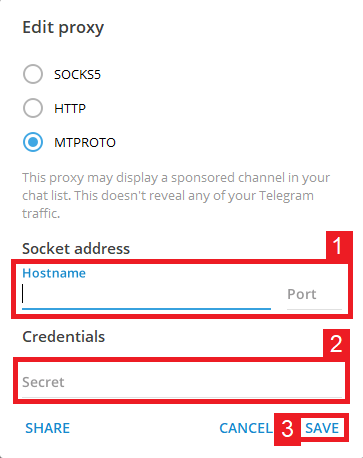 Edit proxy
SOCKS5
HTTP
MTPROTO
This proxy may display a sponsored channel in your
chat list. This doesn't reveal any of your Telegram
traffic.
Socket address
1
Hostname
Port
Credentials
2
Secret
SHARE CANCEL 3 SAVE